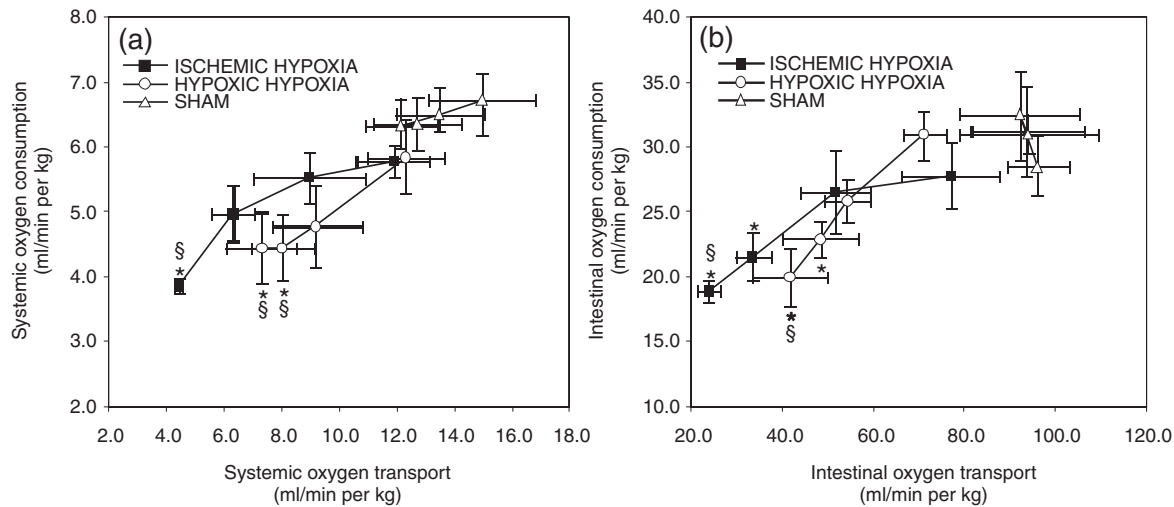 (a)
ISCHEMIC HYPOXIA
HYPOXIC HYPOXIA
SHAM
8.0
7.0
6.0
5.0
4.0
3.0
2.0
Systemic oxygen consumption
(ml/min per kg)
§
*
*
§
*
§
2.0 4.0 6.0 8.0 10.0 12.0 14.0 16.0 18.0
Systemic oxygen transport
(ml/min per kg)
(b)
ISCHEMIC HYPOXIA
HYPOXIC HYPOXIA
SHAM
40.0
35.0
30.0
25.0
20.0
15.0
10.0
Intestinal oxygen consumption
(ml/min per kg)
§
*
*
*
*
§
20.0 40.0 60.0 80.0 100.0 120.0
Intestinal oxygen transport
(ml/min per kg)